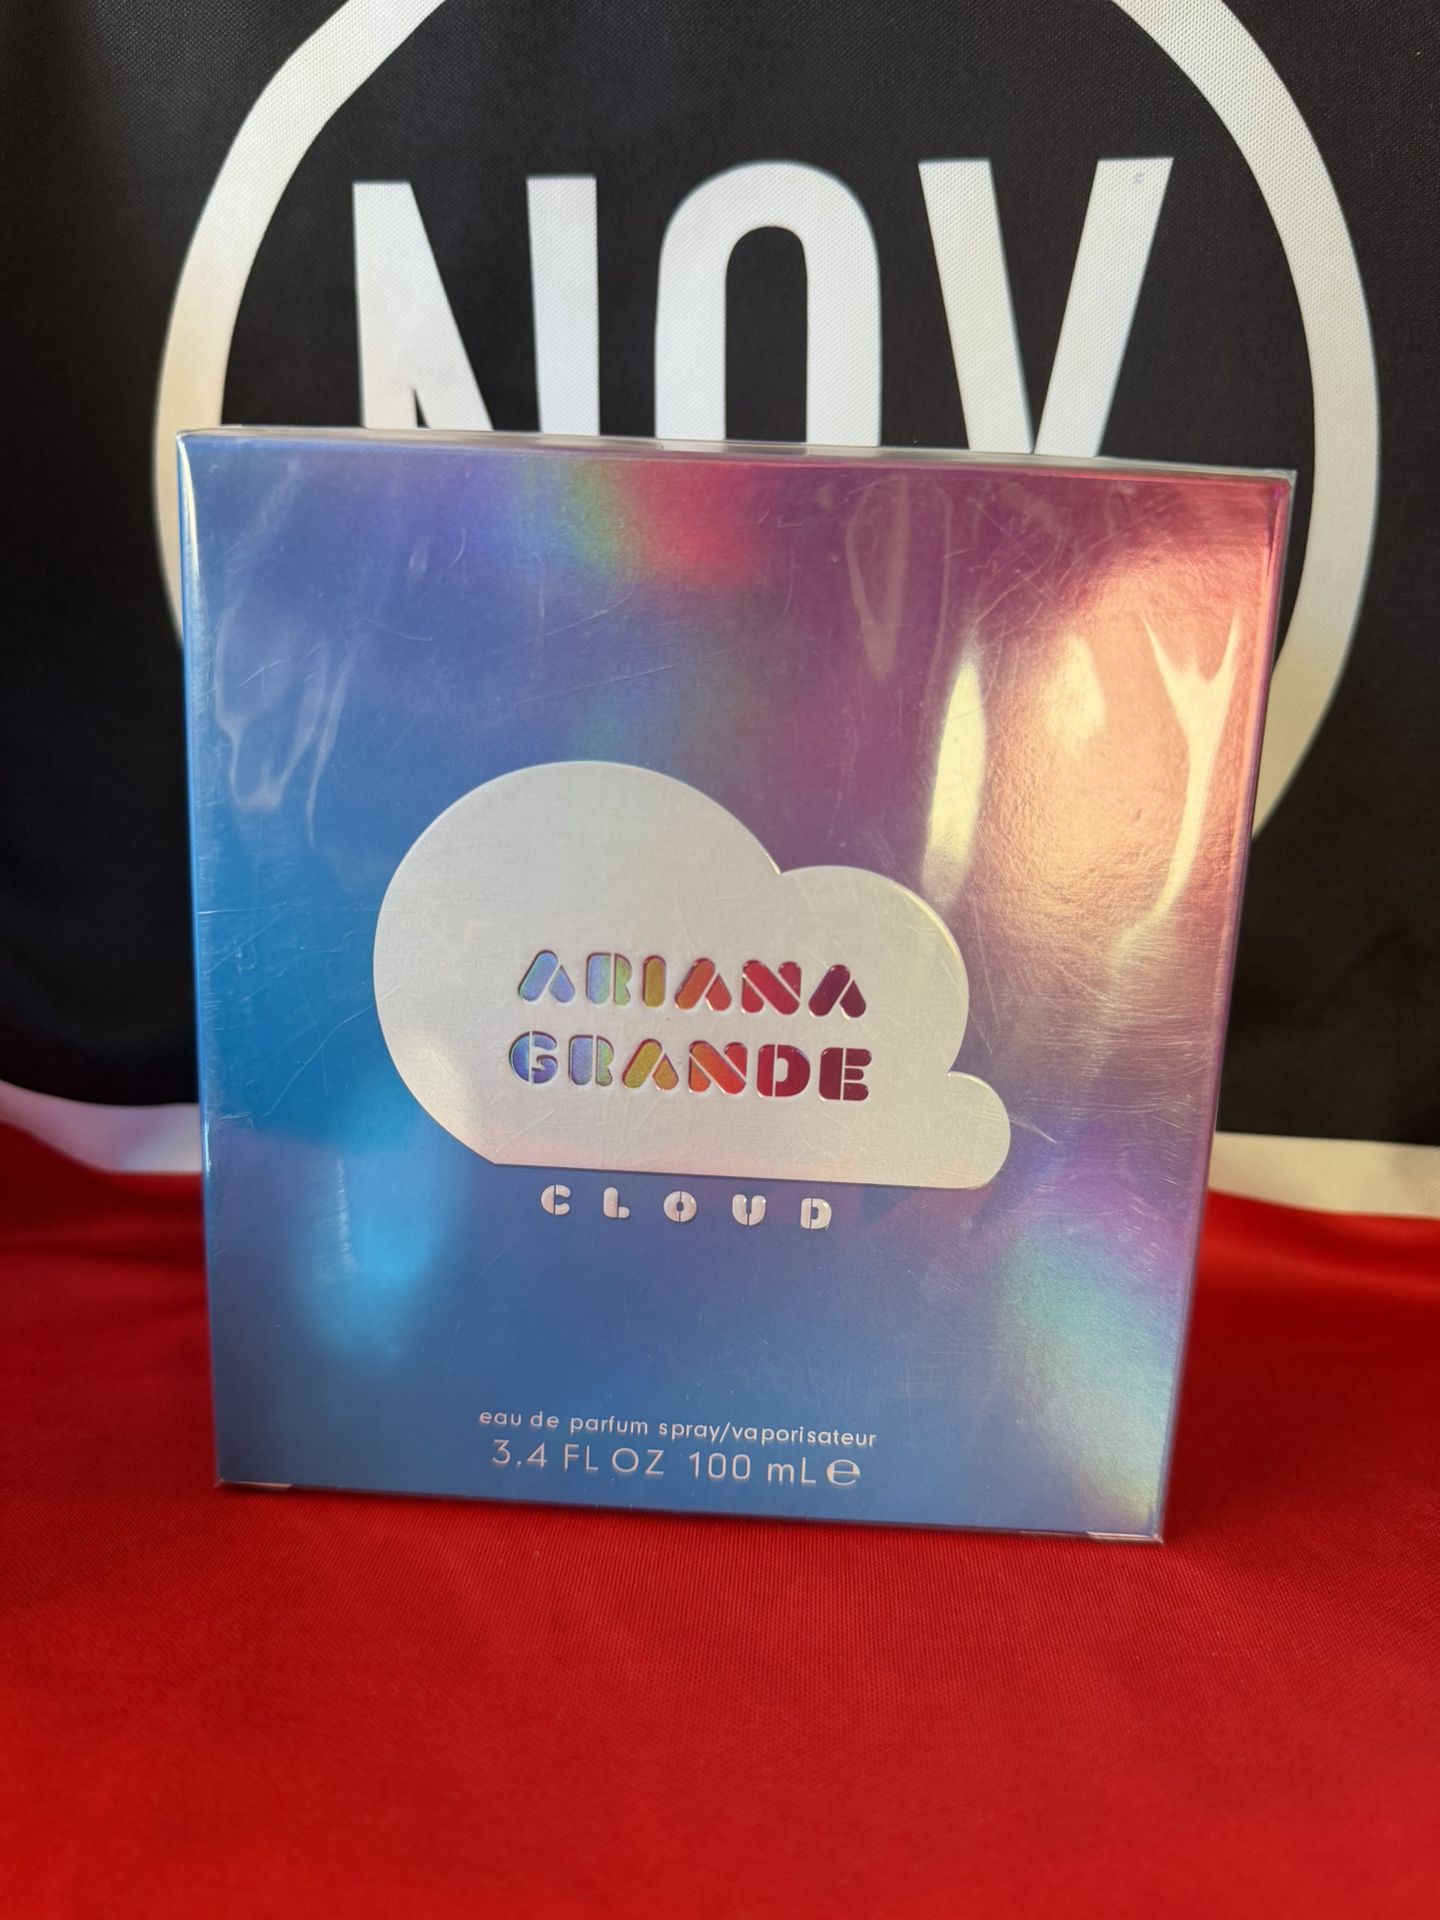 NOV
ARIANA
GRANDE
CLOUD
eau de parfum spray/vaporisateur
3.4 FL OZ 100 mL ℮